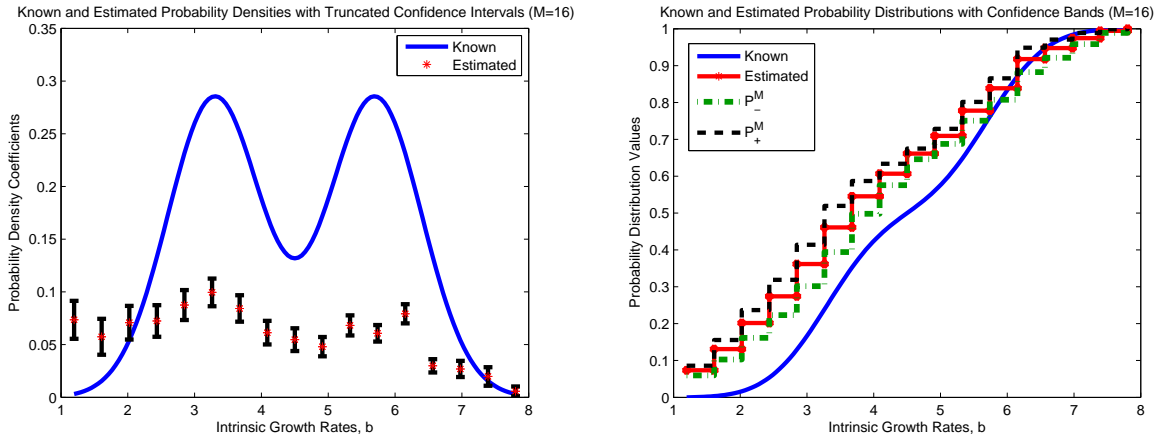 Known and Estimated Probability Densities with Truncated Confidence Intervals (M=16)
0.35
0.3
0.25
0.2
0.15
0.1
0.05
0
Probability Density Coefficients
Known
Estimated
1 2 3 4 5 6 7 8
Intrinsic Growth Rates, b
Known and Estimated Probability Distributions with Confidence Bands (M=16)
1
0.9
0.8
0.7
0.6
0.5
0.4
0.3
0.2
0.1
0
Probability Distribution Values
Known
Estimated
P_-^M
P_+^M
1 2 3 4 5 6 7 8
Intrinsic Growth Rates, b